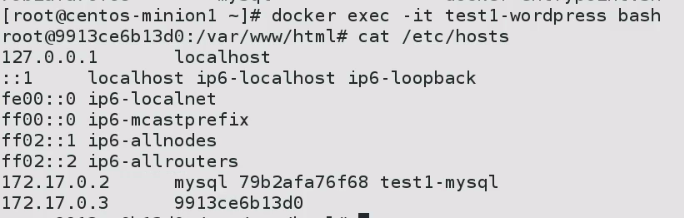 [root@centos-minion1 ~]# docker exec -it test1-wordpress bash
root@9913ce6b13d0:/var/www/html# cat /etc/hosts
127.0.0.1 localhost
::1 localhost ip6-localhost ip6-loopback
fe00::0 ip6-localnet
ff00::0 ip6-mcastprefix
ff02::1 ip6-allnodes
ff02::2 ip6-allrouters
172.17.0.2 mysql 79b2afa76f68 test1-mysql
172.17.0.3 9913ce6b13d0